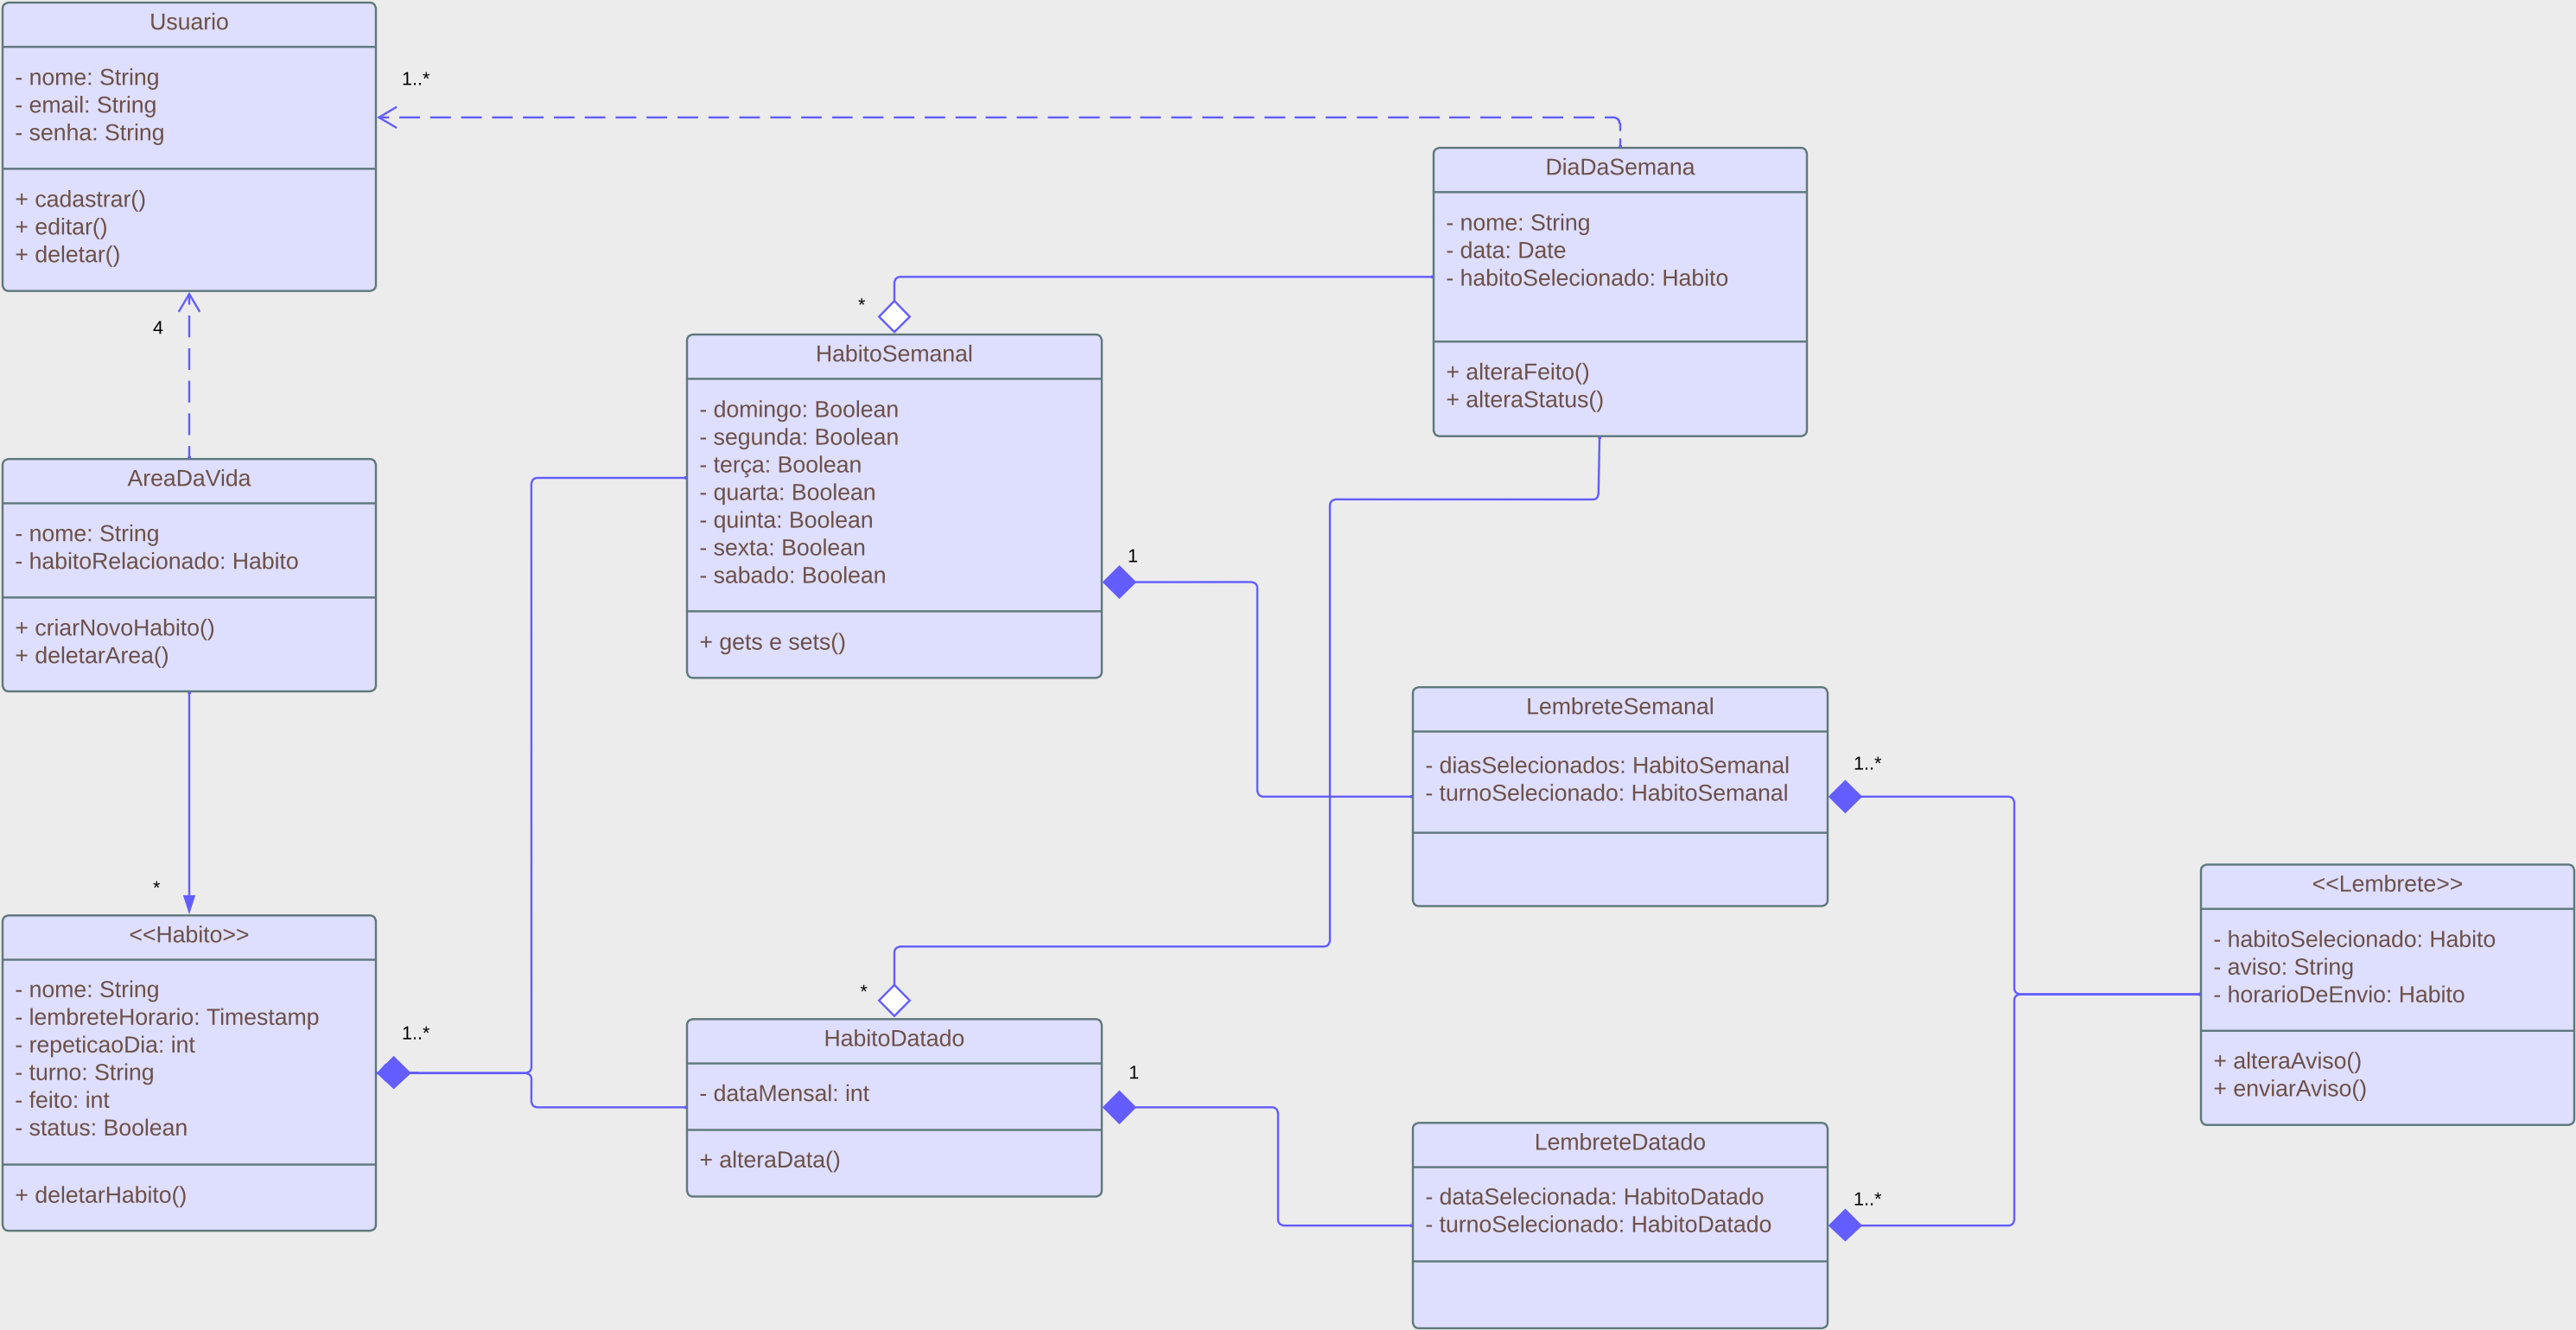 Usuario
- nome: String
- email: String
- senha: String
+ cadastrar()
+ editar()
+ deletar()
1..*
4
DiaDaSemana
- nome: String
- data: Date
- habitoSelecionado: Habito
+ alteraFeito()
+ alteraStatus()
*
HabitoSemanal
- domingo: Boolean
- segunda: Boolean
- terça: Boolean
- quarta: Boolean
- quinta: Boolean
- sexta: Boolean
- sabado: Boolean
+ gets e sets()
1
AreaDaVida
- nome: String
- habitoRelacionado: Habito
+ criarNovoHabito()
+ deletarArea()
*
LembreteSemanal
- diasSelecionados: HabitoSemanal
- turnoSelecionado: HabitoSemanal
1..*
<<Lembrete>>
- habitoSelecionado: Habito
- aviso: String
- horarioDeEnvio: Habito
+ alteraAviso()
+ enviarAviso()
<<Habito>>
- nome: String
- lembreteHorario: Timestamp
- repeticaoDia: int
- turno: String
- feito: int
- status: Boolean
+ deletarHabito()
1..*
*
HabitoDatado
- dataMensal: int
+ alteraData()
1
LembreteDatado
- dataSelecionada: HabitoDatado
- turnoSelecionado: HabitoDatado
1..*